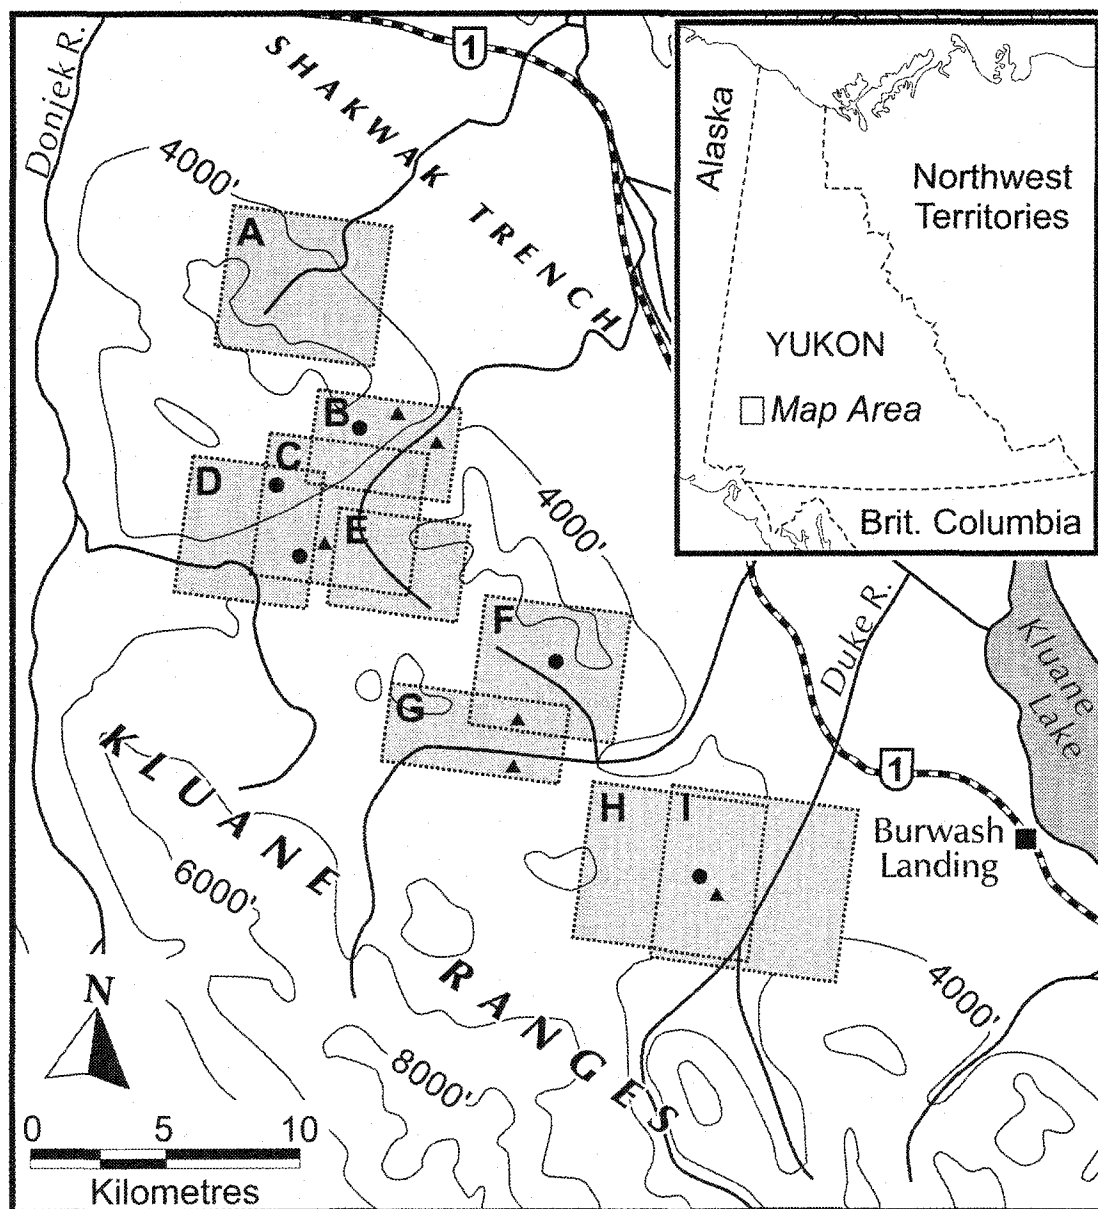 Donjek R.
1
SHAKWAK TRENCH
4000'
Alaska
Northwest
Territories
YUKON
Map Area
Brit. Columbia
A
B
C
D
E
4000'
F
G
Duke R.
Kluane
Lake
1
Burwash
Landing
H
I
KLUANE RANGES
6000'
8000'
4000'
N
0 5 10
Kilometres